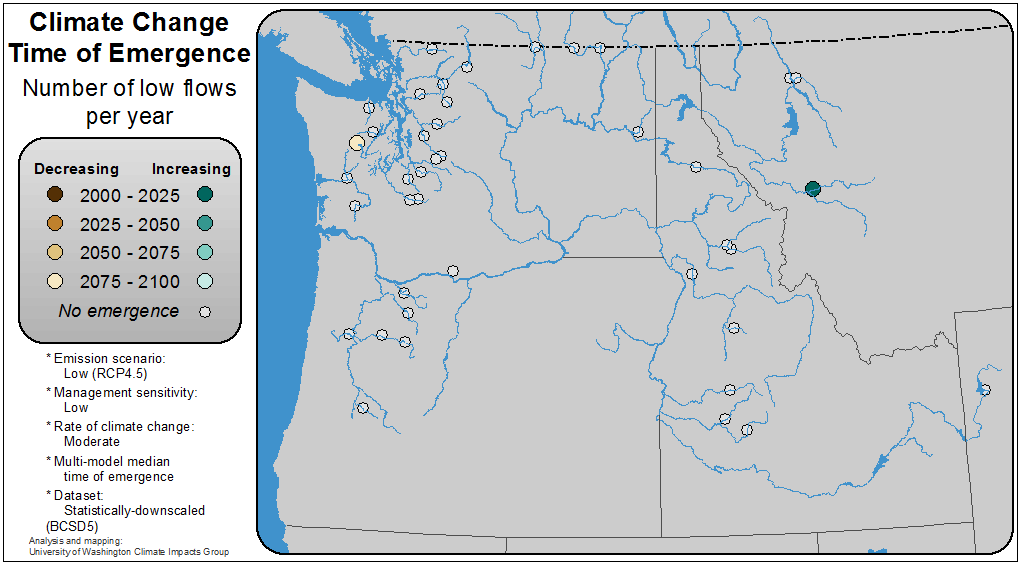 Climate Change
Time of Emergence
Number of low flows
per year
Decreasing Increasing
2000 - 2025
2025 - 2050
2050 - 2075
2075 - 2100
No emergence
* Emission scenario:
Low (RCP4.5)
* Management sensitivity:
Low
* Rate of climate change:
Moderate
* Multi-model median
time of emergence
* Dataset:
Statistically-downscaled
(BCSD5)
Analysis and mapping:
University of Washington Climate Impacts Group